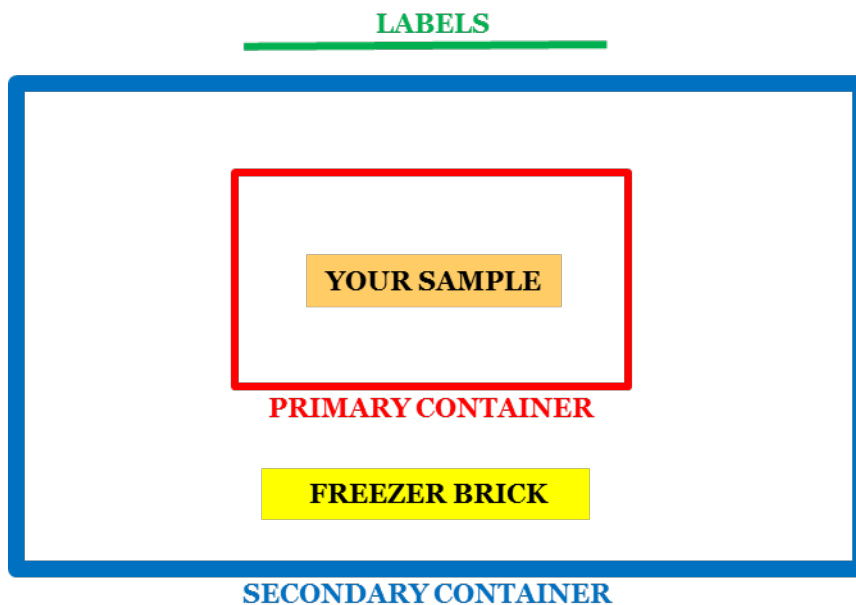 LABELS
YOUR SAMPLE
PRIMARY CONTAINER
FREEZER BRICK
SECONDARY CONTAINER